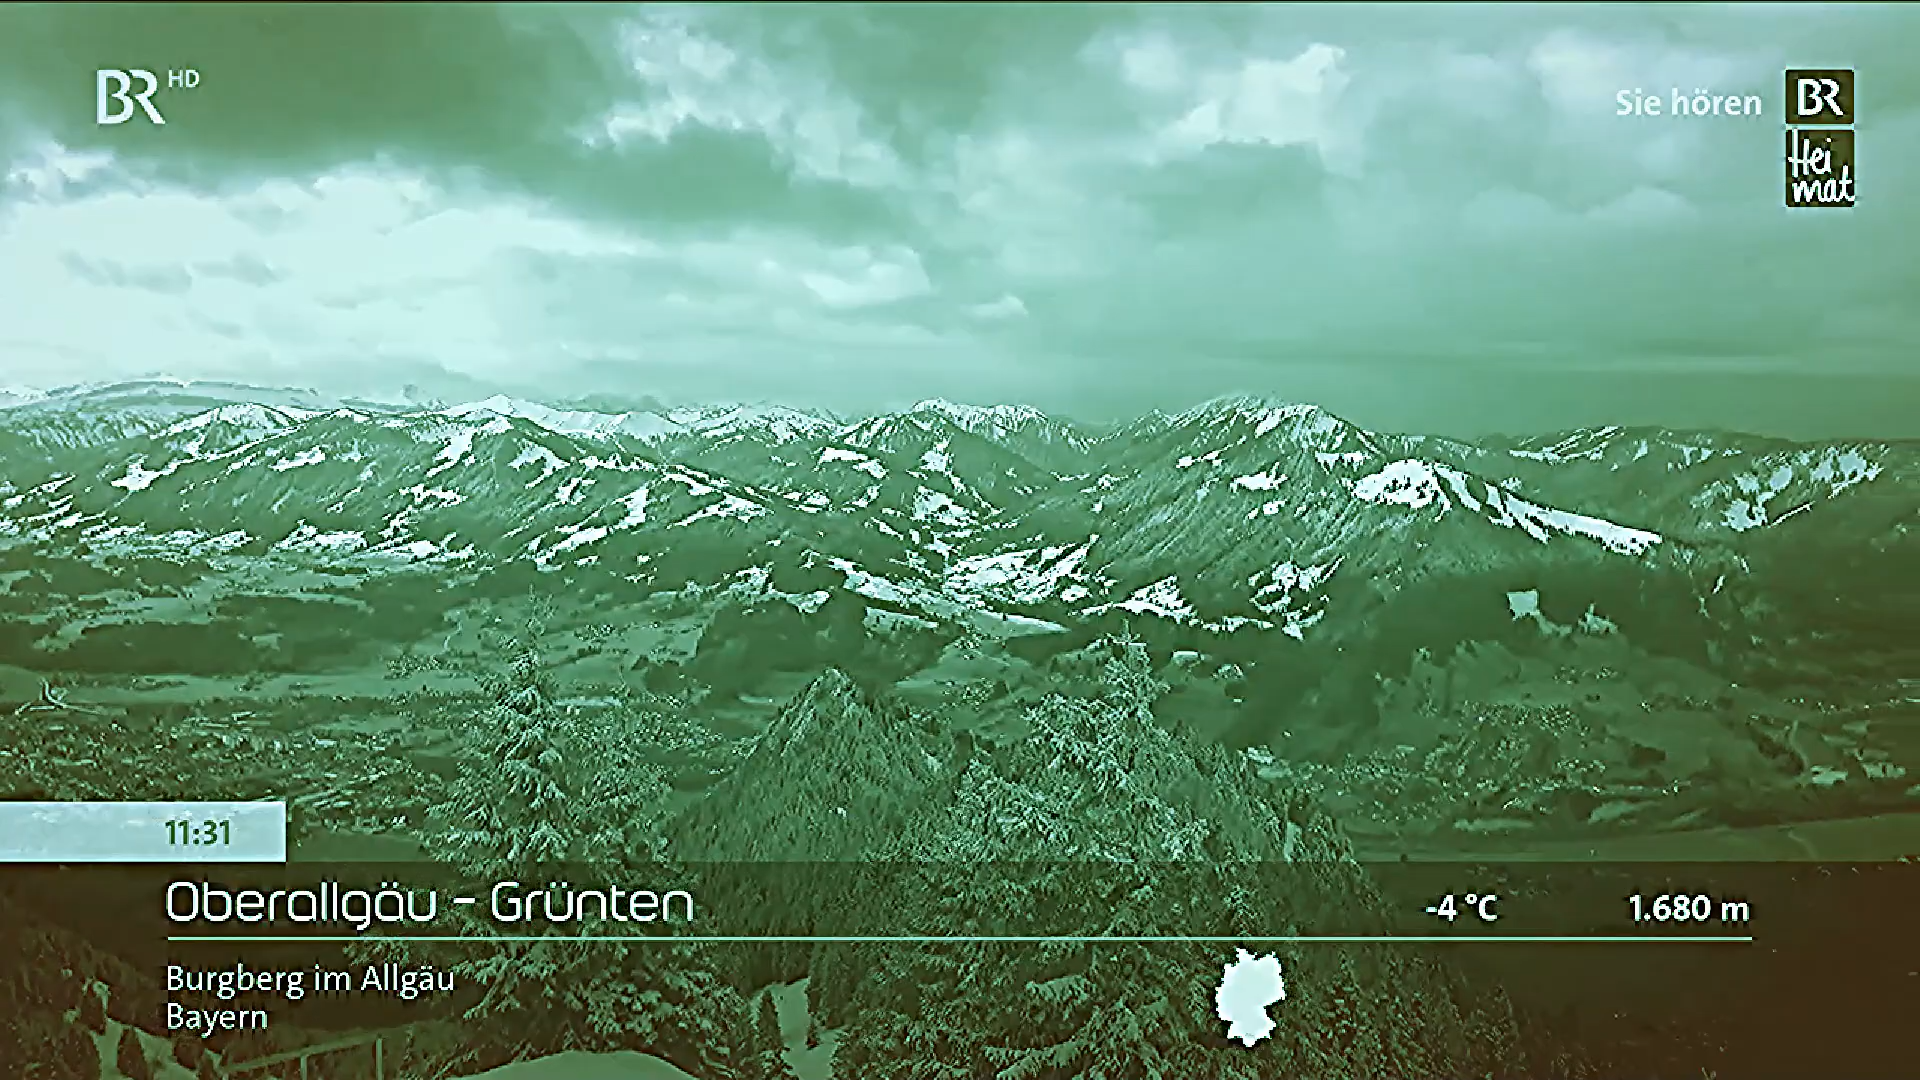 BR HD
Sie hören BR
Hei
mat
11:31
Oberallgäu – Grünten -4 °C 1.680 m
Burgberg im Allgäu
Bayern